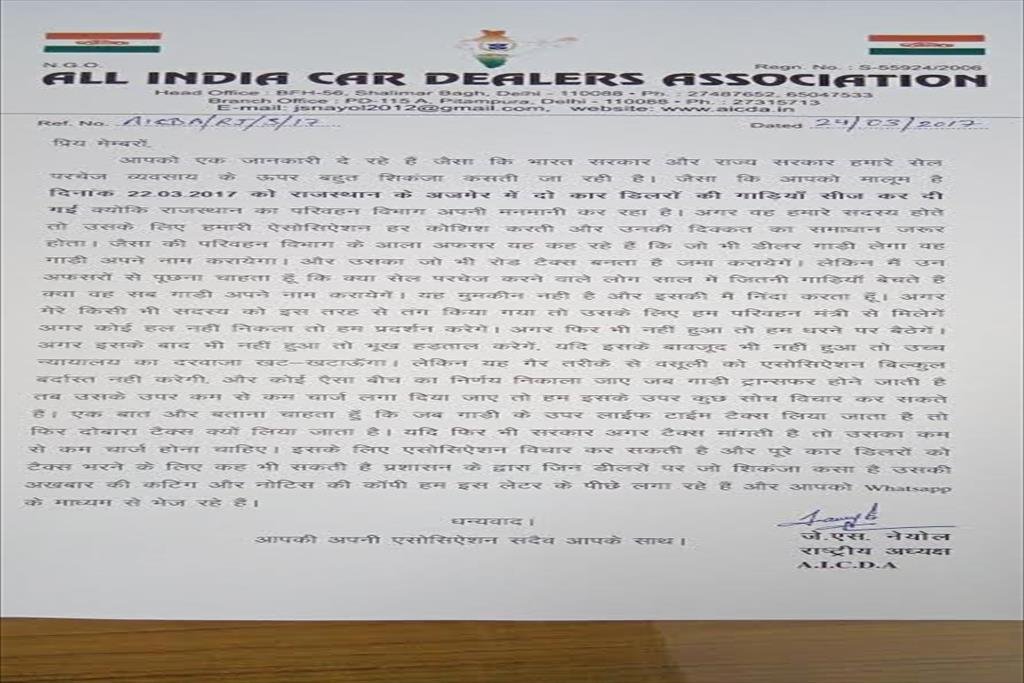 N.G.O.
Regn. No. : S-55924/2006
ALL INDIA CAR DEALERS ASSOCIATION
Head Office : BFH-56, Shalimar Bagh, Delhi - 110088 • Ph. : 27487652, 65047533
Branch Office : PD-115A, Pitampura, Delhi - 110088 • Ph. : 27315713
E-mail: jsnayol2012@gmail.com, website: www.aicda.in
Ref. No. AICDA/RJ/S/17
Dated 24/03/2017
प्रिय मेम्बरों,
आपको एक जानकारी दे रहे है जैसा कि भारत सरकार और राज्य सरकार हमारे सेल
परचेज व्यवसाय के ऊपर बहुत शिकंजा कसती जा रही है। जैसा कि आपको मालूम है
दिनांक 22.03.2017 को राजस्थान के अजमेर में दो कार डिलरों की गाड़ियाँ सीज कर दी
गई क्योकि राजस्थान का परिवहन विभाग अपनी मनमानी कर रहा है। अगर वह हमारे सदस्य होते
तो उसके लिए हमारी ऐसोसिऐशन हर कोशिश करती और उनकी दिक्कत का समाधान जरूर
होता। जैसा की परिवहन विभाग के आला अफसर यह कह रहे हैं कि जो भी डीलर गाड़ी लेगा वह
गाड़ी अपने नाम करायेगा। और उसका जो भी रोड टैक्स बनता है जमा करायेगें। लेकिन मैं उन
अफसरों से पूछना चाहता हूँ कि क्या सेल परचेज करने वाले लोग साल में जितनी गाड़ियाँ बेचते है
क्या वह सब गाड़ी अपने नाम करायेगें। यह मुमकीन नही है और इसकी मैं निंदा करता हूँ। अगर
मेरे किसी भी सदस्य को इस तरह से तंग किया गया तो उसके लिए हम परिवहन मंत्री से मिलेगें
अगर कोई हल नहीं निकला तो हम प्रदर्शन करेगें। अगर फिर भी नहीं हुआ तो हम धरने पर बैठेगें।
अगर इसके बाद भी नहीं हुआ तो भूख हडताल करेगें, यदि इसके बावजूद भी नहीं हुआ तो उच्च
न्यायालय का दरवाजा खट-खटाऊँगा। लेकिन यह गैर तरीके से वसूली को एसोसिऐशन बिल्कुल
बर्दास्त नही करेगी, और कोई ऐसा बीच का निर्णय निकाला जाए जब गाड़ी ट्रान्सफर होने जाती है
तब उसके उपर कम से कम चार्ज लगा दिया जाए तो हम इसके उपर कुछ सोच विचार कर सकते
है। एक बात और बताना चाहता हुँ कि जब गाड़ी के उपर लाईफ टाईम टैक्स लिया जाता है तो
फिर दोबारा टैक्स क्यों लिया जाता है। यदि फिर भी सरकार अगर टैक्स मांगती है तो उसका कम
से कम चार्ज होना चाहिए। इसके लिए एसोसिऐशन विचार कर सकती है और पूरे कार डिलरों को
टैक्स भरने के लिए कह भी सकती है प्रशासन के द्वारा जिन डीलरों पर जो शिकंजा कसा है उसकी
अखबार की कटिंग और नोटिस की कॉपी हम इस लेटर के पीछे लगा रहे है और आपको Whatsapp
के माध्यम से भेज रहे है।
धन्यवाद।
आपकी अपनी एसोसिऐशन सदैव आपके साथ।
जे.एस. नेयोल
राष्ट्रीय अध्यक्ष
A.I.C.D.A